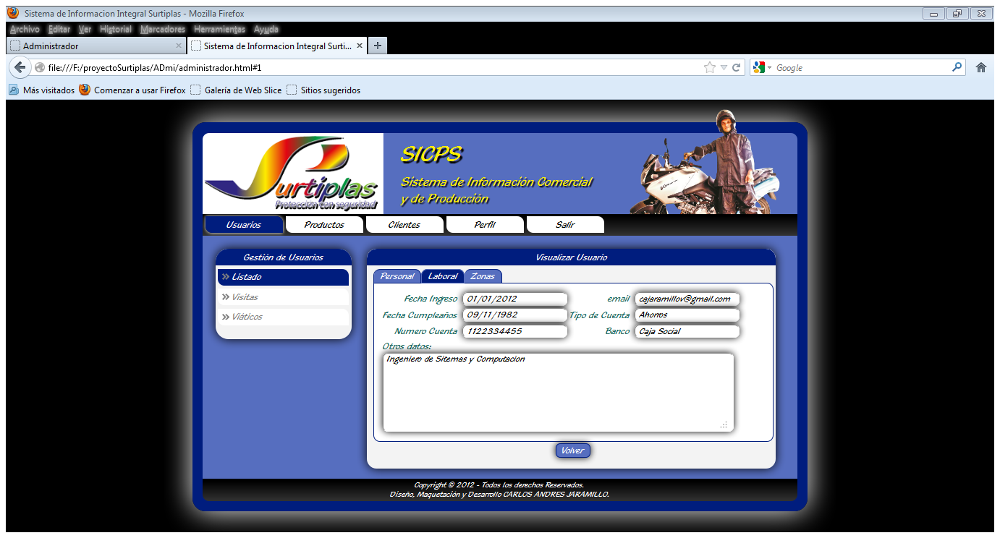 Sistema de Informacion Integral Surtiplas - Mozilla Firefox
Archivo Editar Ver Historial Marcadores Herramientas Ayuda
Administrador
Sistema de Informacion Integral Surti...
file:///F:/proyectoSurtiplas/ADmi/administrador.html#1
Google
Más visitados Comenzar a usar Firefox Galería de Web Slice Sitios sugeridos
Surtiplas
Protección con seguridad
SICPS
Sistema de Información Comercial
y de Producción
Usuarios Productos Clientes Perfil Salir
Gestión de Usuarios
Listado
Visitas
Viáticos
Visualizar Usuario
Personal Laboral Zonas
Fecha Ingreso 01/01/2012 email cajaramillov@gmail.com
Fecha Cumpleaños 09/11/1982 Tipo de Cuenta Ahorros
Numero Cuenta 1122334455 Banco Caja Social
Otros datos:
Ingeniero de Sitemas y Computacion
Volver
Copyright © 2012 - Todos los derechos Reservados.
Diseño, Maquetación y Desarrollo CARLOS ANDRES JARAMILLO.